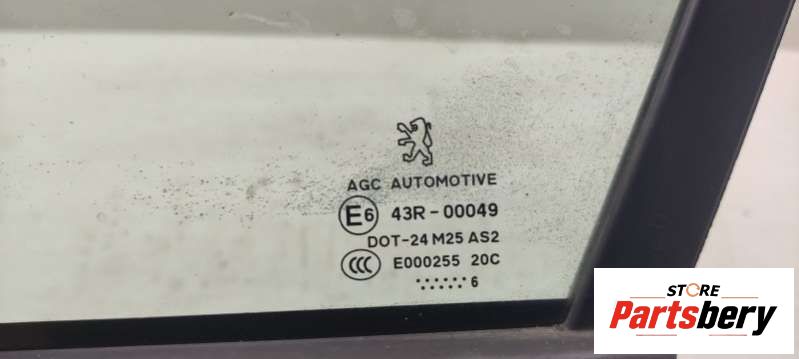 AGC AUTOMOTIVE
E6 43R-00049
DOT-24 M25 AS2
CCC E000255 20C
...... 6
STORE
Partsbery